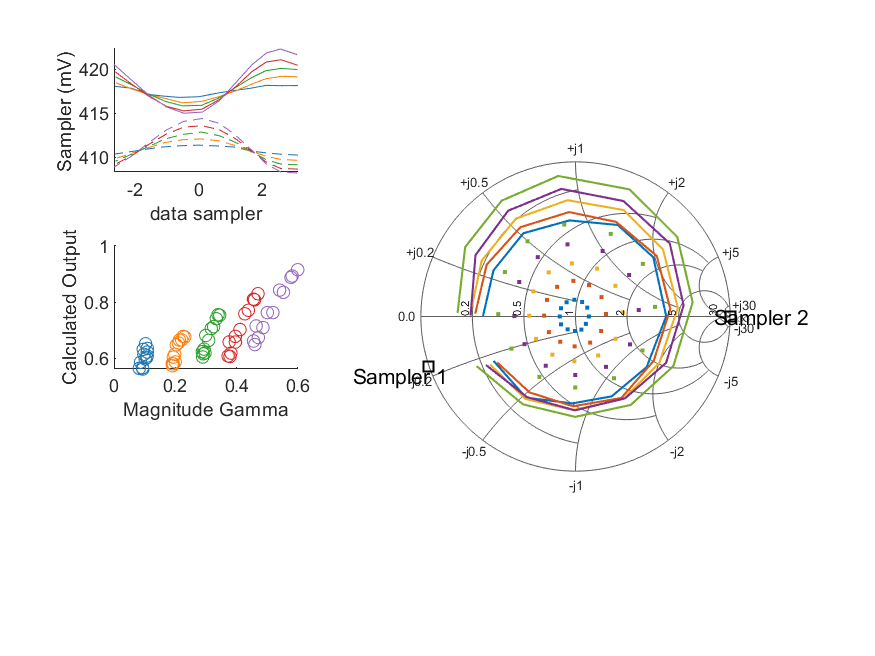 Sampler (mV)
420
415
410
-2 0 2
data sampler
Calculated Output
1
0.8
0.6
0 0.2 0.4 0.6
Magnitude Gamma
+j1
+j0.5
+j2
+j0.2
+j5
+j30
0.0
0.2
0.5
1
2
5
30
Sampler 2
-j30
Sampler 1
-j0.2
-j5
-j0.5
-j2
-j1